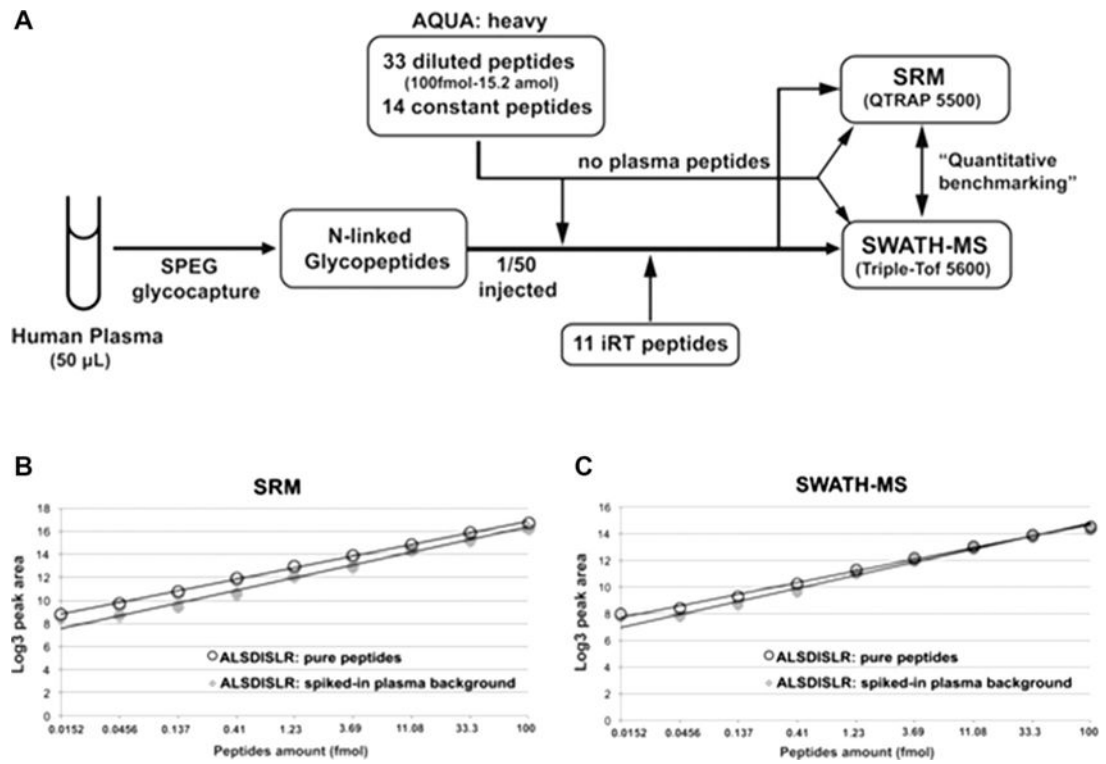 A
AQUA: heavy
33 diluted peptides
(100fmol-15.2 amol)
14 constant peptides
SRM
(QTRAP 5500)
no plasma peptides
"Quantitative
benchmarking"
N-linked
Glycopeptides
SPEG
glycocapture
1/50
injected
SWATH-MS
(Triple-Tof 5600)
Human Plasma
(50 µL)
11 iRT peptides
B
SRM
Log3 peak area
18
16
14
12
10
8
6
4
2
0
ALSDISLR: pure peptides
ALSDISLR: spiked-in plasma background
0.0152 0.0456 0.137 0.41 1.23 3.69 11.08 33.3 100
Peptides amount (fmol)
C
SWATH-MS
Log3 peak area
16
14
12
10
8
6
4
2
0
ALSDISLR: pure peptides
ALSDISLR: spiked-in plasma background
0.0152 0.0456 0.137 0.41 1.23 3.69 11.08 33.3 100
Peptides amount (fmol)